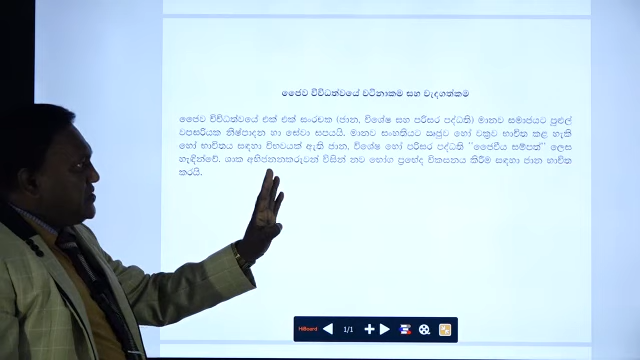 ජෛව විවිධත්වයේ වටිනාකම සහ වැදගත්කම
ජෛව විවිධත්වයේ එක් එක් සංරචක (ජාන, විශේෂ සහ පරිසර පද්ධති) මානව සමාජයට පුළුල්
ව්‍යවසරියක නිෂ්පාදන හා සේවා සපයයි. මානව සංහතියට සෘජුව හෝ වක්‍රව භාවිත කළ හැකි
හෝ භාවිතය සඳහා විභවයක් ඇති ජාන, විශේෂ හෝ පරිසර පද්ධති ''ජෛවීය සම්පත්'' ලෙස
හැඳින්වේ. ශාක අභිජනනකරුවන් විසින් නව භෝග ප්‍රභේද විකසනය කිරීම සඳහා ජාන භාවිත
කරයි.
HiBoard 1/1